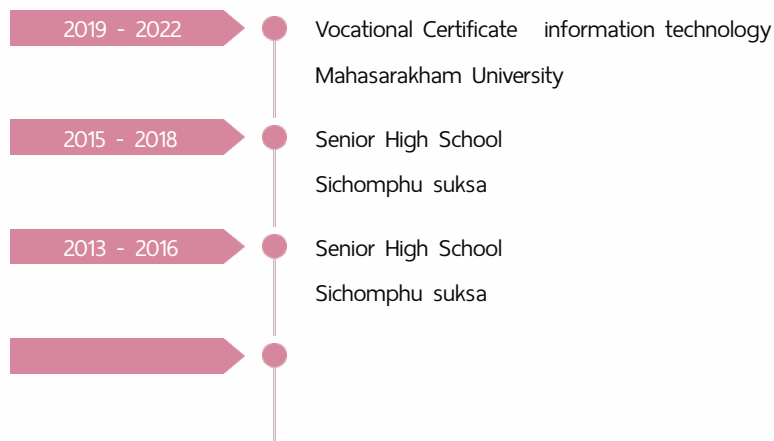 2019 - 2022
Vocational Certificate information technology
Mahasarakham University
2015 - 2018
Senior High School
Sichomphu suksa
2013 - 2016
Senior High School
Sichomphu suksa